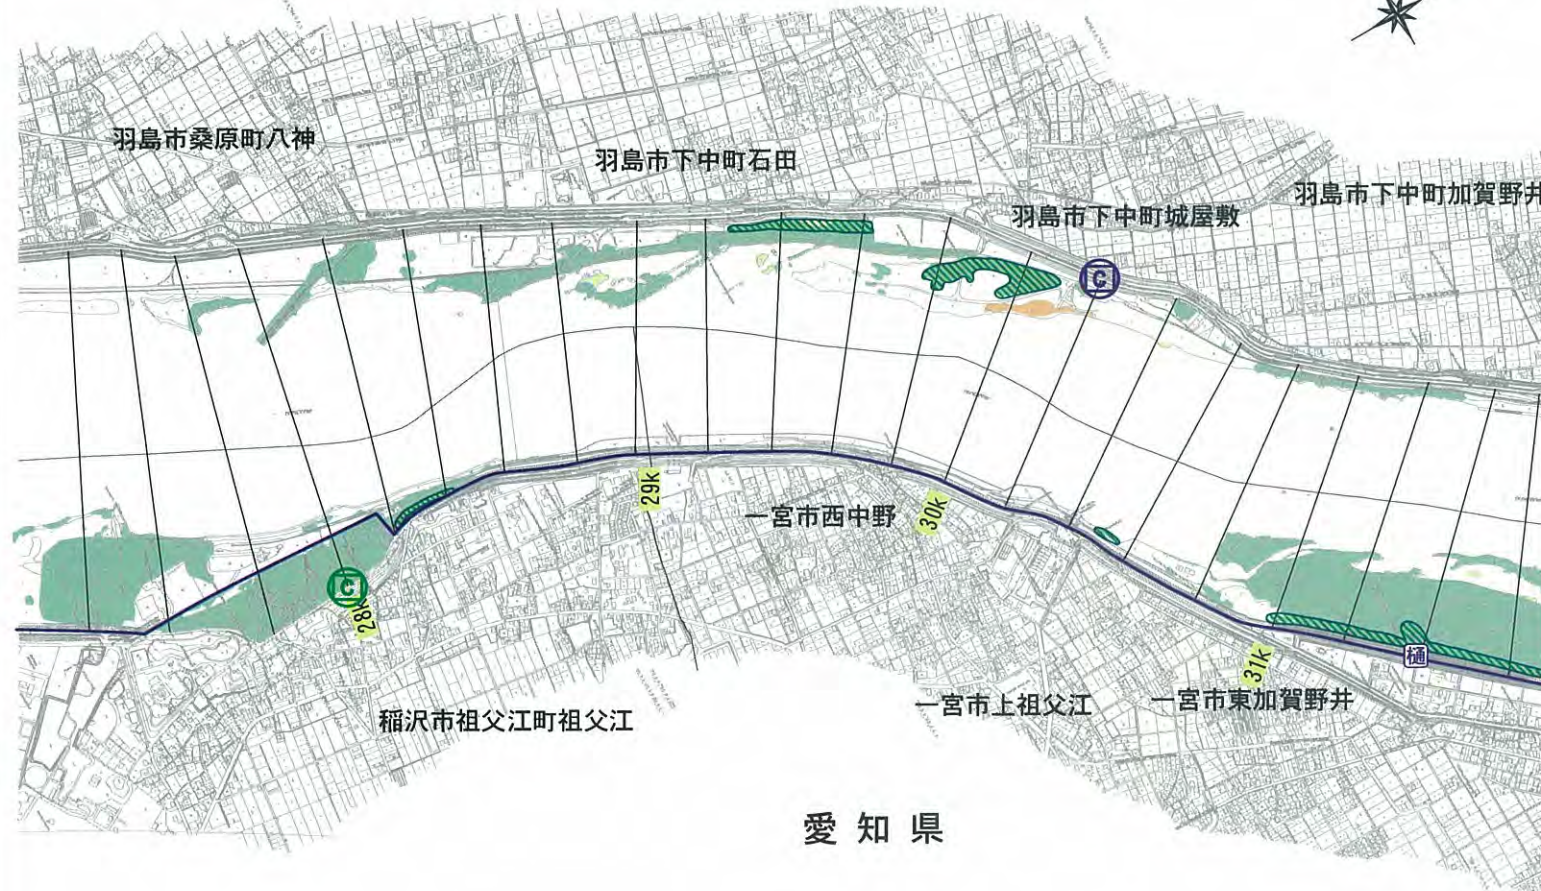 羽島市桑原町八神
羽島市下中町石田
羽島市下中町城屋敷
羽島市下中町加賀野井
C
29k
一宮市西中野
30k
C
28k
31k
樋
稲沢市祖父江町祖父江
一宮市上祖父江
一宮市東加賀野井
愛知県